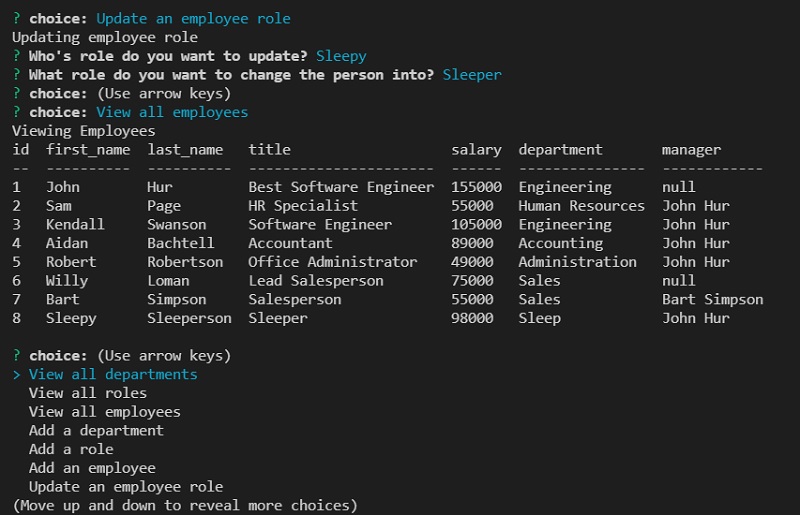 ? choice: Update an employee role
Updating employee role
? Who's role do you want to update? Sleepy
? What role do you want to change the person into? Sleeper
? choice: (Use arrow keys)
? choice: View all employees
Viewing Employees
id  first_name  last_name   title                   salary  department       manager
--  ----------  ----------  ----------------------  ------  ---------------  ------------
1   John        Hur         Best Software Engineer  155000  Engineering      null
2   Sam         Page        HR Specialist           55000   Human Resources  John Hur
3   Kendall     Swanson     Software Engineer       105000  Engineering      John Hur
4   Aidan       Bachtell    Accountant              89000   Accounting       John Hur
5   Robert      Robertson   Office Administrator    49000   Administration   John Hur
6   Willy       Loman       Lead Salesperson        75000   Sales            null
7   Bart        Simpson     Salesperson             55000   Sales            Bart Simpson
8   Sleepy      Sleeperson  Sleeper                 98000   Sleep            John Hur
? choice: (Use arrow keys)
> View all departments
  View all roles
  View all employees
  Add a department
  Add a role
  Add an employee
  Update an employee role
(Move up and down to reveal more choices)